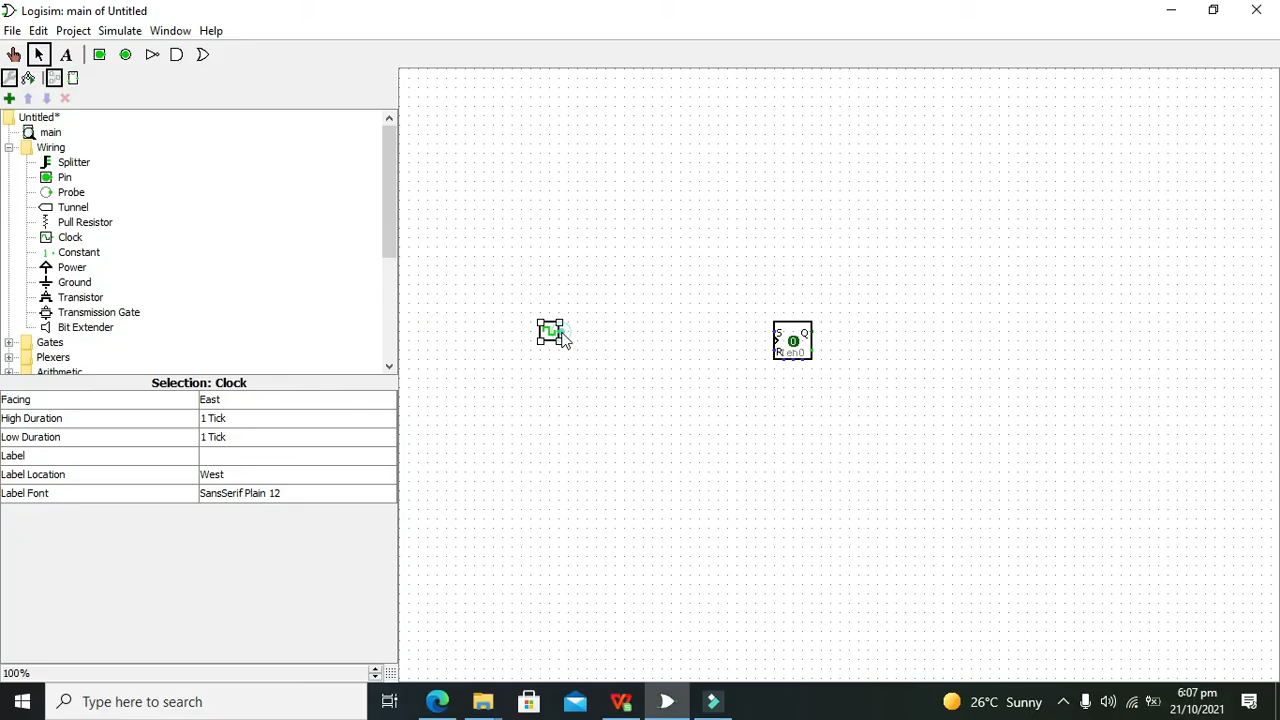 Logisim: main of Untitled
File Edit Project Simulate Window Help
A
Untitled*
main
Wiring
Splitter
Pin
Probe
Tunnel
Pull Resistor
Clock
1 Constant
Power
Ground
Transistor
Transmission Gate
Bit Extender
Gates
Plexers
Arithmetic
Selection: Clock
Facing East
High Duration 1 Tick
Low Duration 1 Tick
Label
Label Location West
Label Font SansSerif Plain 12
S Q
0
R
100%
Type here to search
26°C Sunny
6:07 pm
21/10/2021